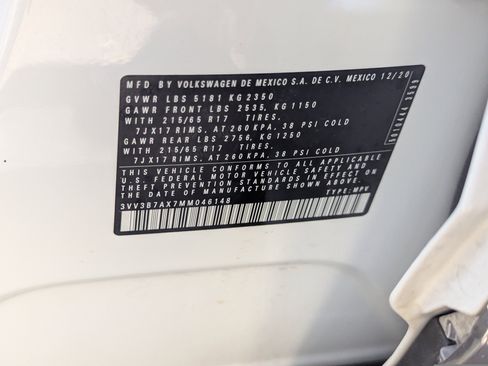 MFD BY VOLKSWAGEN DE MEXICO S.A. DE C.V. MEXICO 12/20
GVWR LBS 5181 KG 2350
GAWR FRONT LBS 2535, KG 1150
WITH 215/65 R17 TIRES.
7JX17 RIMS, AT 260 KPA, 38 PSI COLD
GAWR REAR LBS 2756, KG 1250
WITH 215/65 R17 TIRES.
7JX17 RIMS, AT 260 KPA, 38 PSI COLD
THIS VEHICLE CONFORMS TO ALL APPLICABLE
U.S. FEDERAL MOTOR VEHICLE SAFETY AND
THEFT PREVENTION STANDARDS IN EFFECT ON
THE DATE OF MANUFACTURE SHOWN ABOVE.
3VV3B7AX7MM046148 TYPE: MPV